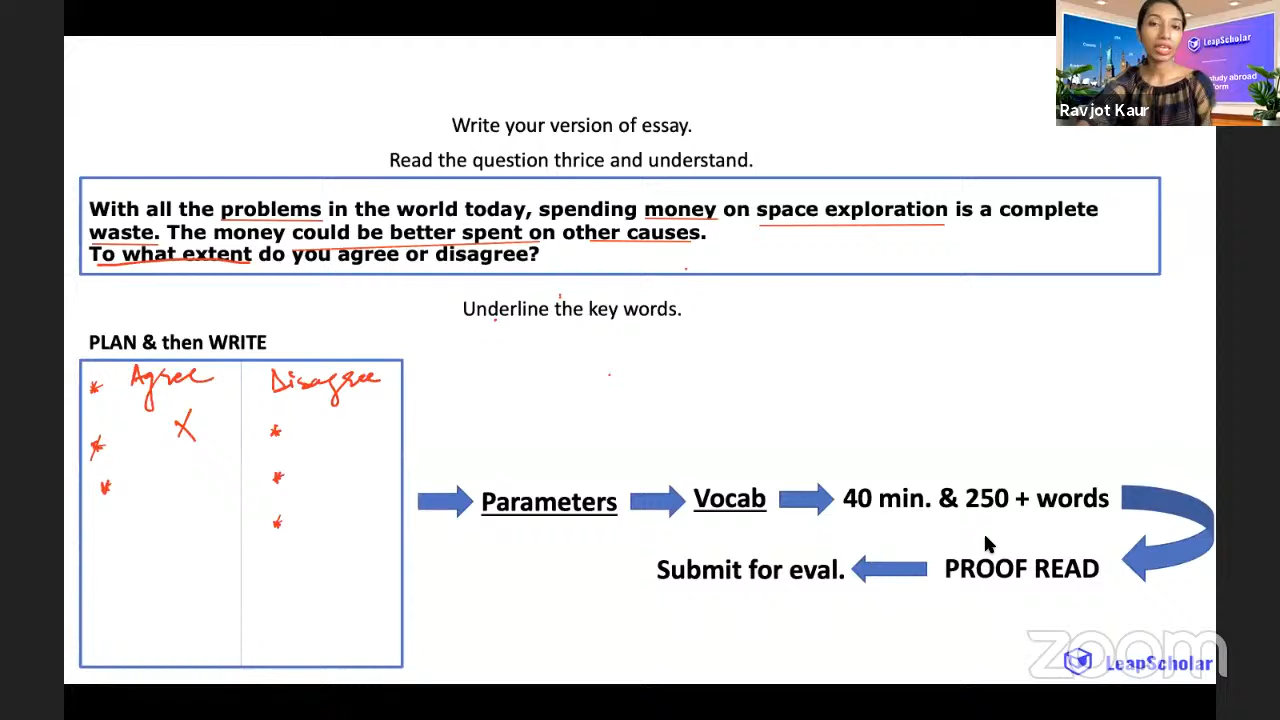 LeapScholar
study abroad
form
Ravjot Kaur
Write your version of essay.
Read the question thrice and understand.
With all the problems in the world today, spending money on space exploration is a complete
waste. The money could be better spent on other causes.
To what extent do you agree or disagree?
Underline the key words.
PLAN & then WRITE
Agree
Disagree
Parameters
Vocab
40 min. & 250 + words
Submit for eval.
PROOF READ
zoom
LeapScholar